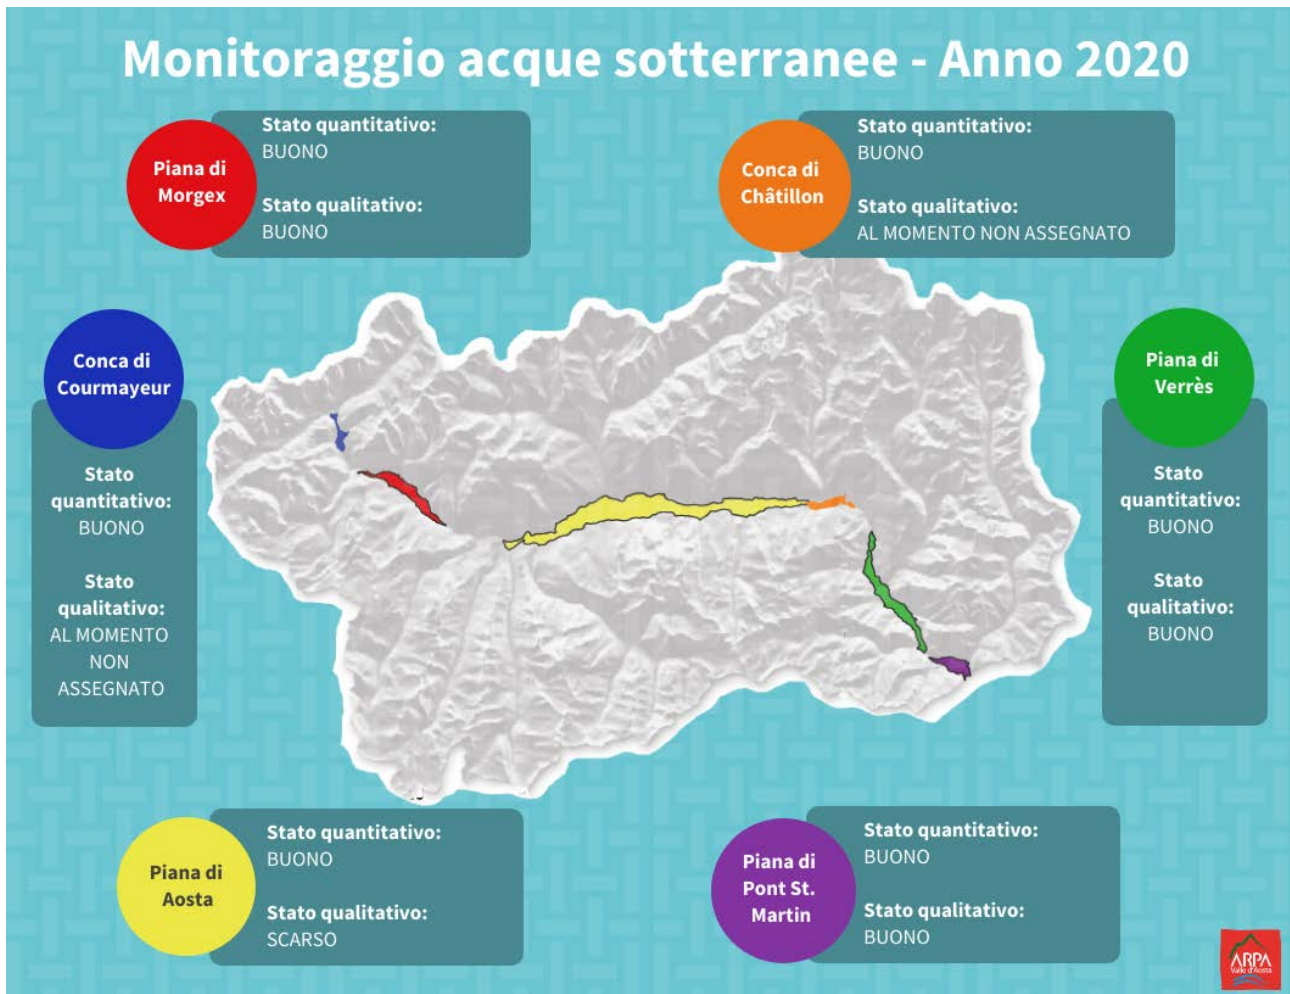 Monitoraggio acque sotterranee - Anno 2020
Piana di
Morgex
Stato quantitativo:
BUONO
Stato qualitativo:
BUONO
Conca di
Châtillon
Stato quantitativo:
BUONO
Stato qualitativo:
AL MOMENTO NON ASSEGNATO
Conca di
Courmayeur
Stato
quantitativo:
BUONO
Stato
qualitativo:
AL MOMENTO
NON
ASSEGNATO
Piana di
Verrès
Stato
quantitativo:
BUONO
Stato
qualitativo:
BUONO
Piana di
Aosta
Stato quantitativo:
BUONO
Stato qualitativo:
SCARSO
Piana di
Pont St.
Martin
Stato quantitativo:
BUONO
Stato qualitativo:
BUONO
ARPA
Valle d'Aosta